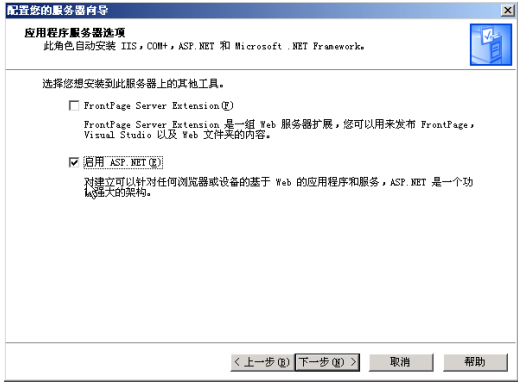 配置您的服务器向导
应用程序服务器选项
此角色自动安装 IIS，COM+，ASP.NET 和 Microsoft .NET Framework。
选择您想安装到此服务器上的其他工具。
FrontPage Server Extension(F)
FrontPage Server Extension 是一组 Web 服务器扩展，您可以用来发布 FrontPage，
Visual Studio 以及 Web 文件夹的内容。
启用 ASP.NET(E)
对建立可以针对任何浏览器或设备的基于 Web 的应用程序和服务，ASP.NET 是一个功
能强大的架构。
< 上一步(B) 下一步(N) > 取消 帮助